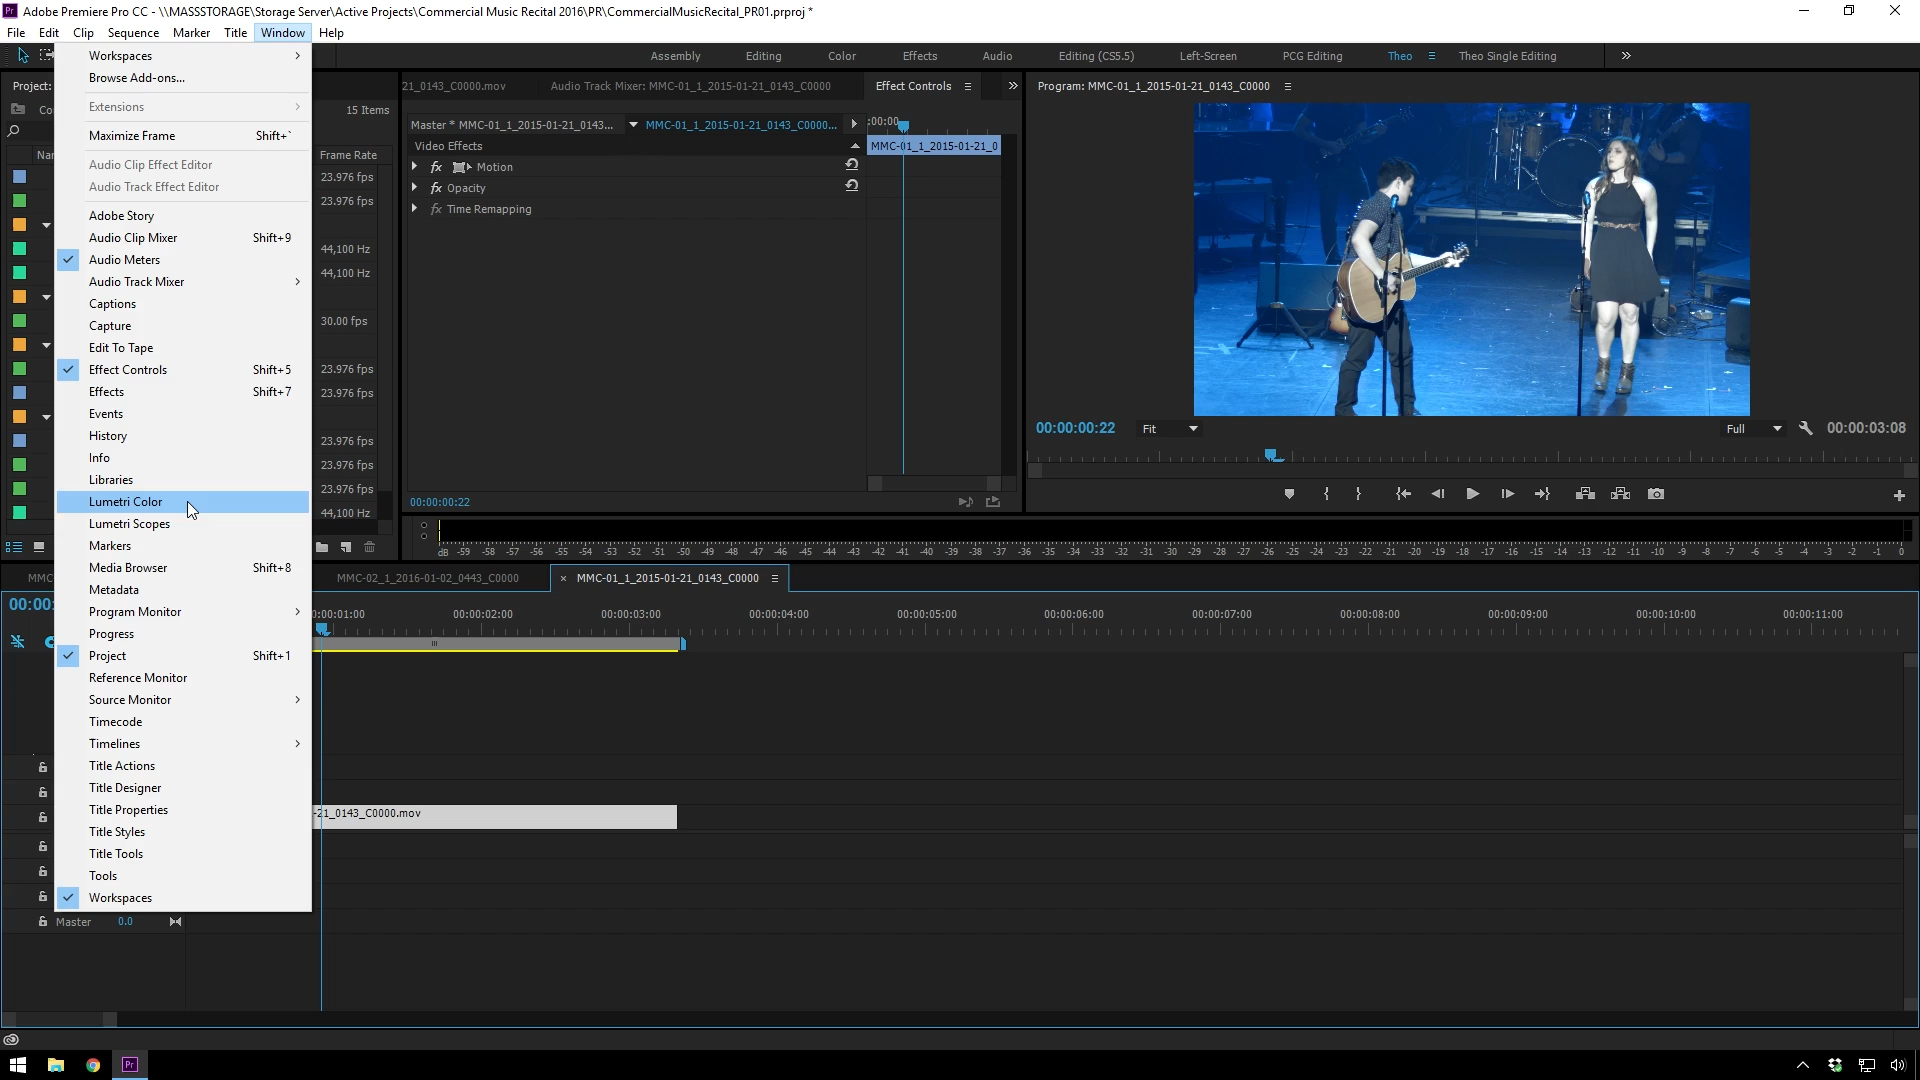 Adobe Premiere Pro CC - \\MASSSTORAGE\Storage Server\Active Projects\Commercial Music Recital 2016\PR\CommercialMusicRecital_PR01.prproj *
File Edit Clip Sequence Marker Title Window Help
Assembly Editing Color Effects Audio Editing (CS5.5) Left-Screen PCG Editing Theo Theo Single Editing
Workspaces
Browse Add-ons...
Extensions
Maximize Frame Shift+`
Audio Clip Effect Editor
Audio Track Effect Editor
Adobe Story
Audio Clip Mixer Shift+9
Audio Meters
Audio Track Mixer
Captions
Capture
Edit To Tape
Effect Controls Shift+5
Effects Shift+7
Events
History
Info
Libraries
Lumetri Color
Lumetri Scopes
Markers
Media Browser Shift+8
Metadata
Program Monitor
Progress
Project Shift+1
Reference Monitor
Source Monitor
Timecode
Timelines
Title Actions
Title Designer
Title Properties
Title Styles
Title Tools
Tools
Workspaces
Project:
Co 15 Items
Nar Frame Rate
23.976 fps
23.976 fps
44,100 Hz
44,100 Hz
30.00 fps
23.976 fps
23.976 fps
23.976 fps
23.976 fps
23.976 fps
44,100 Hz
21_0143_C0000.mov Audio Track Mixer: MMC-01_1_2015-01-21_0143_C0000 Effect Controls
Master * MMC-01_1_2015-01-21_0143... MMC-01_1_2015-01-21_0143_C0000... :00:00
Video Effects MMC-01_1_2015-01-21_0
fx Motion
fx Opacity
fx Time Remapping
00:00:00:22
Program: MMC-01_1_2015-01-21_0143_C0000
00:00:00:22 Fit Full 00:00:03:08
dB -59 -58 -57 -56 -55 -54 -53 -52 -51 -50 -49 -48 -47 -46 -45 -44 -43 -42 -41 -40 -39 -38 -37 -36 -35 -34 -33 -32 -31 -30 -29 -28 -27 -26 -25 -24 -23 -22 -21 -20 -19 -18 -17 -16 -15 -14 -13 -12 -11 -10 -9 -8 -7 -6 -5 -4 -3 -2 -1 0
MMC MMC-02_1_2016-01-02_0443_C0000 × MMC-01_1_2015-01-21_0143_C0000
00:00: 0:00:01:00 00:00:02:00 00:00:03:00 00:00:04:00 00:00:05:00 00:00:06:00 00:00:07:00 00:00:08:00 00:00:09:00 00:00:10:00 00:00:11:00
-21_0143_C0000.mov
Master 0.0
Pr